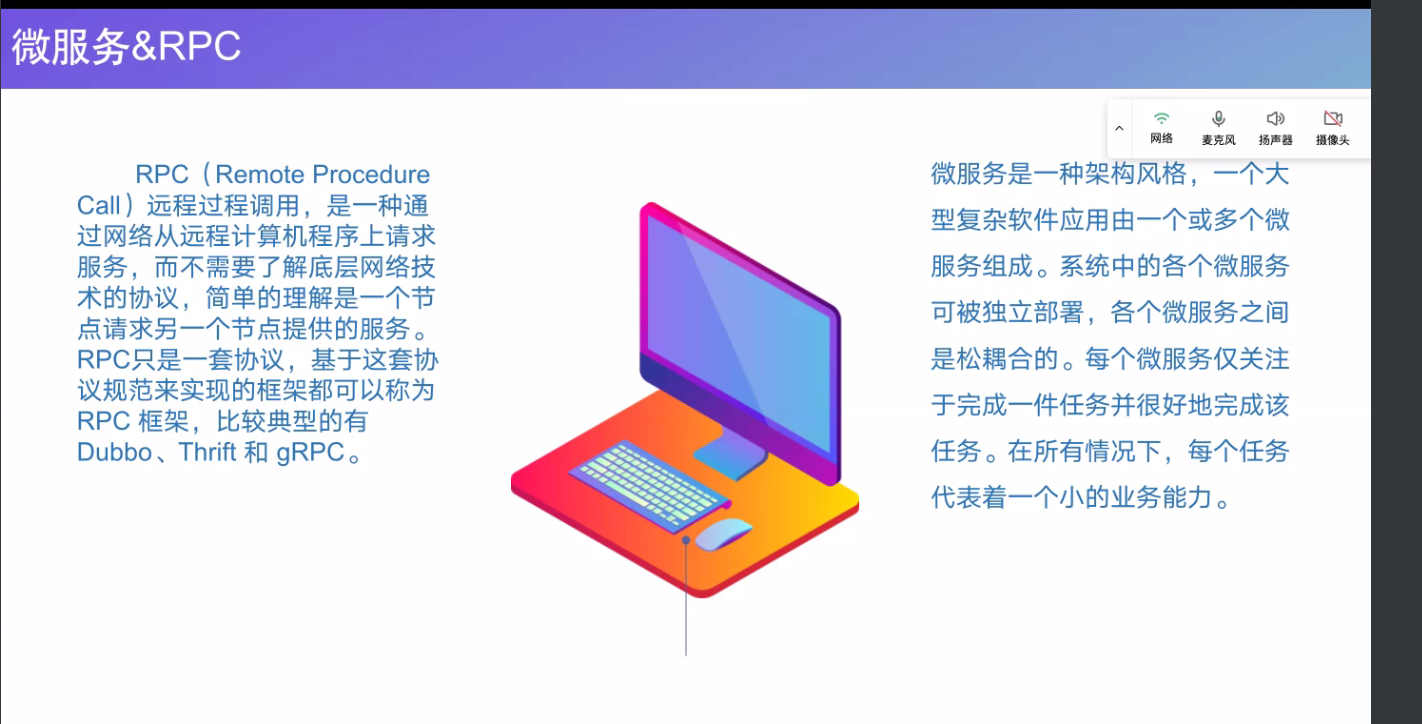 微服务&RPC
网络
麦克风
扬声器
摄像头
RPC（Remote Procedure
Call）远程过程调用，是一种通
过网络从远程计算机程序上请求
服务，而不需要了解底层网络技
术的协议，简单的理解是一个节
点请求另一个节点提供的服务。
RPC只是一套协议，基于这套协
议规范来实现的框架都可以称为
RPC 框架，比较典型的有
Dubbo、Thrift 和 gRPC。
微服务是一种架构风格，一个大
型复杂软件应用由一个或多个微
服务组成。系统中的各个微服务
可被独立部署，各个微服务之间
是松耦合的。每个微服务仅关注
于完成一件任务并很好地完成该
任务。在所有情况下，每个任务
代表着一个小的业务能力。